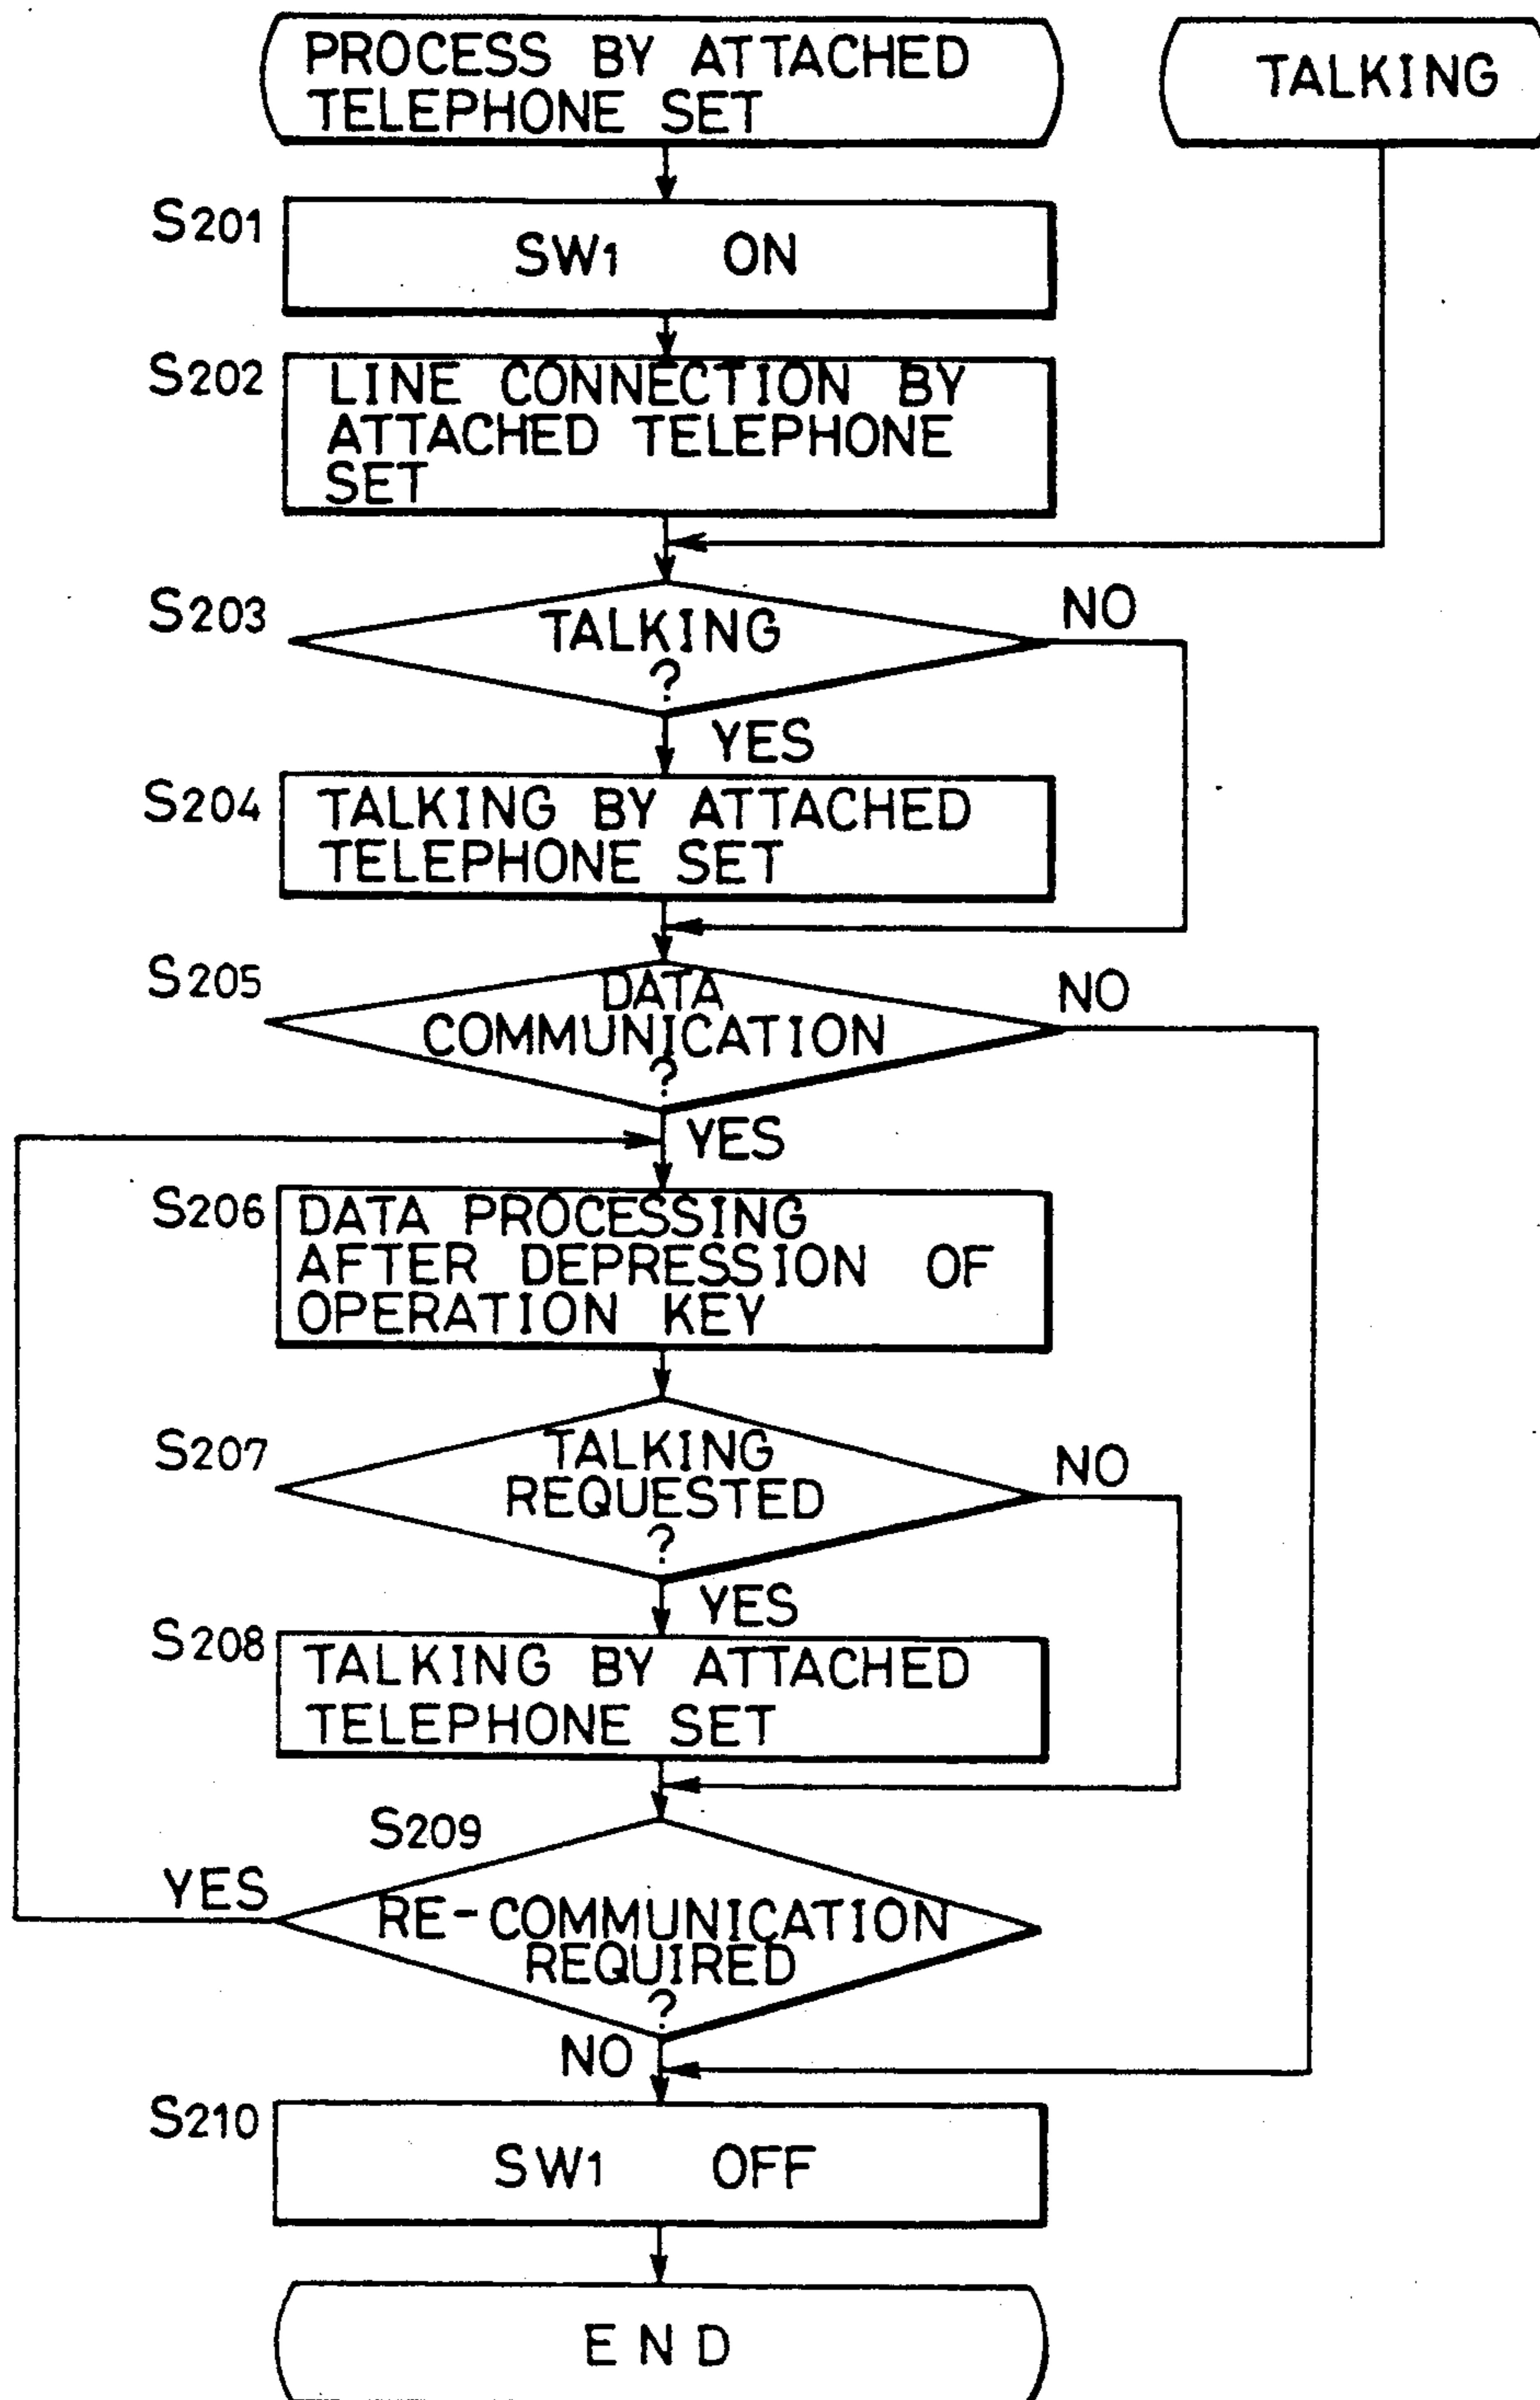 PROCESS BY ATTACHED
TELEPHONE SET
TALKING
S201
SW1 ON
S202
LINE CONNECTION BY
ATTACHED TELEPHONE
SET
S203
TALKING
?
NO
YES
S204
TALKING BY ATTACHED
TELEPHONE SET
S205
DATA
COMMUNICATION
?
NO
YES
S206
DATA PROCESSING
AFTER DEPRESSION OF
OPERATION KEY
S207
TALKING
REQUESTED
?
NO
YES
S208
TALKING BY ATTACHED
TELEPHONE SET
S209
YES
RE-COMMUNICATION
REQUIRED
?
NO
S210
SW1 OFF
END